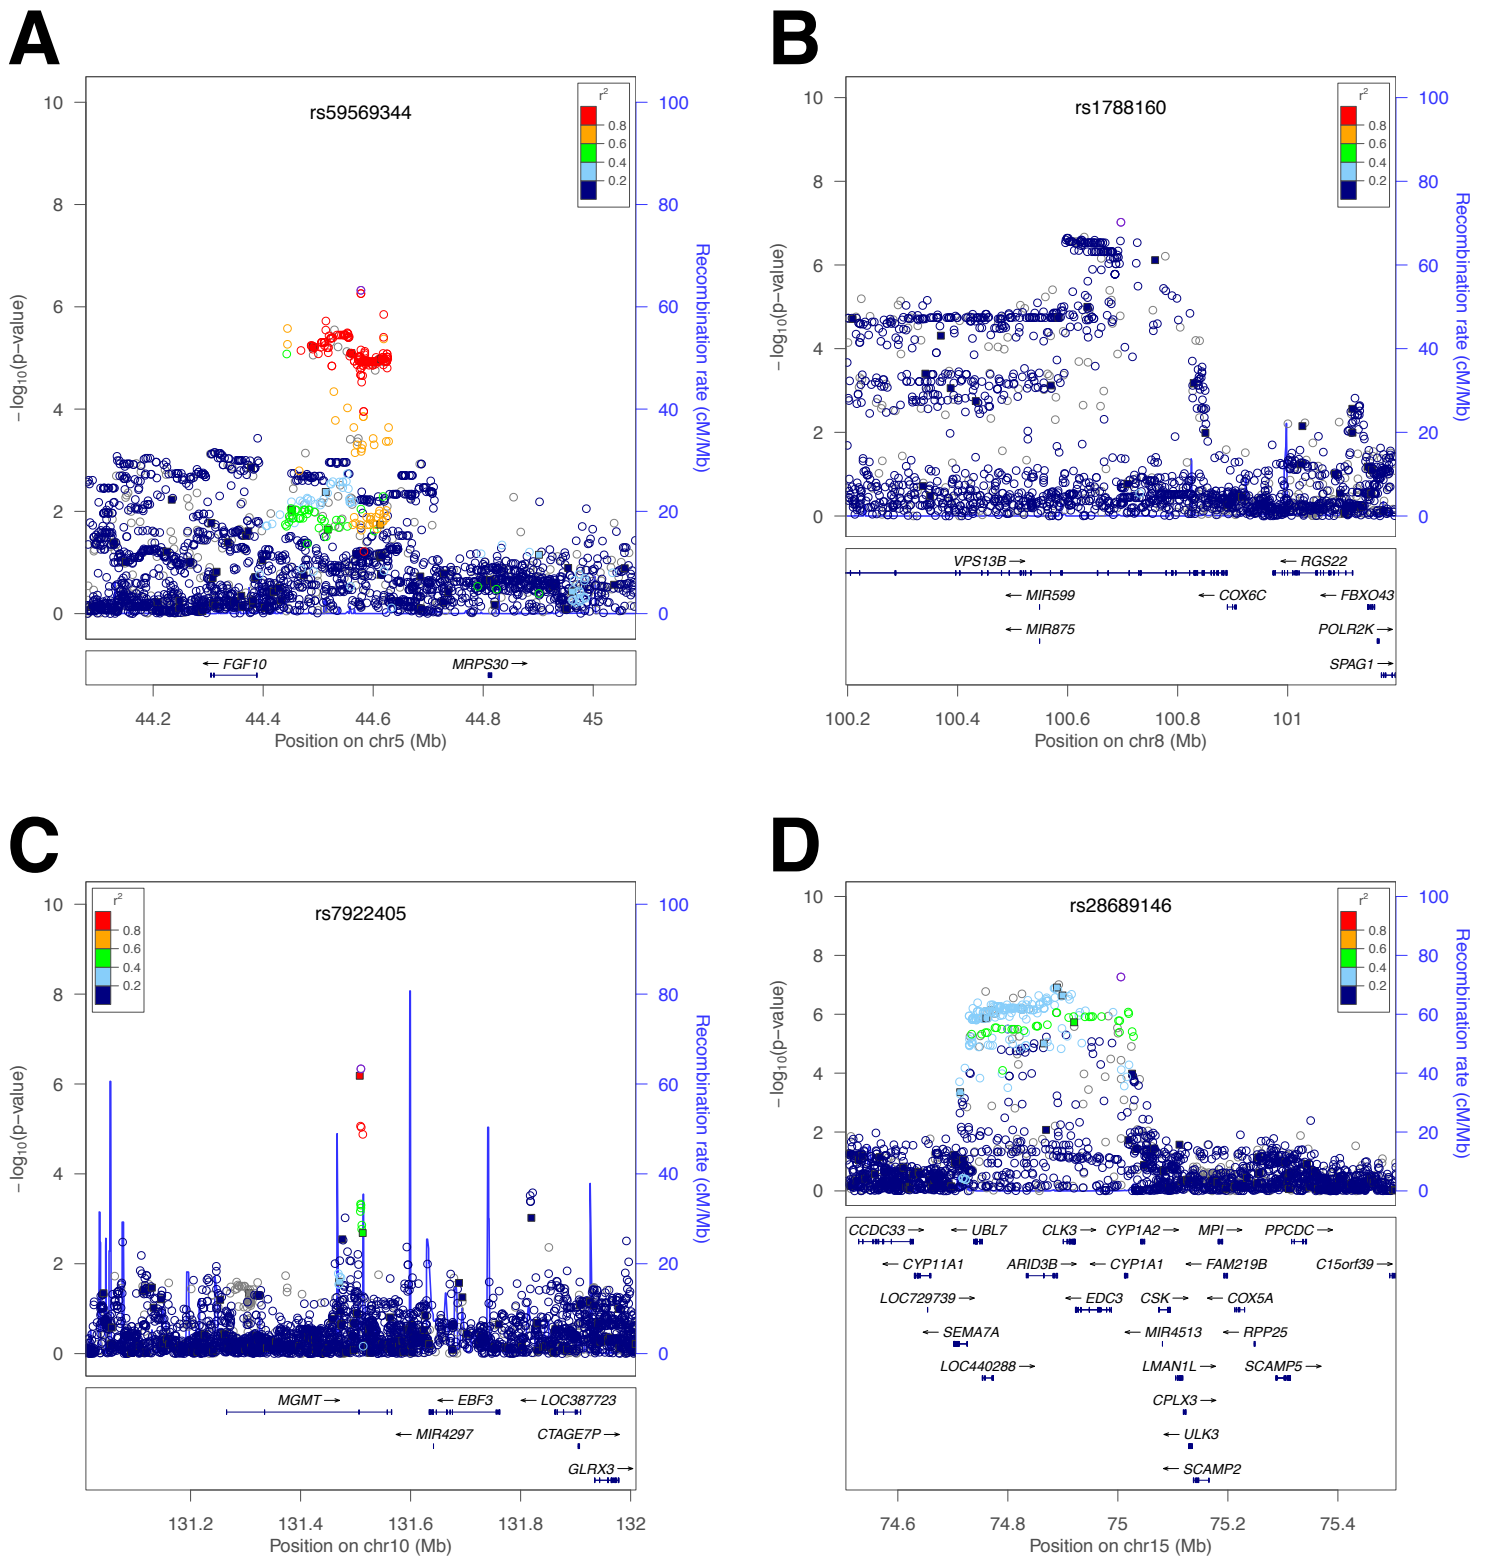 A
rs59569344
r2
0.8
0.6
0.4
0.2
10
8
6
4
2
0
100
80
60
40
20
0
−log10(p−value)
Recombination rate (cM/Mb)
← FGF10
MRPS30 →
44.2 44.4 44.6 44.8 45
Position on chr5 (Mb)
B
rs1788160
r2
0.8
0.6
0.4
0.2
10
8
6
4
2
0
100
80
60
40
20
0
−log10(p−value)
Recombination rate (cM/Mb)
VPS13B → ← RGS22
← MIR599 ← COX6C ← FBXO43
← MIR875 POLR2K →
SPAG1 →
100.2 100.4 100.6 100.8 101
Position on chr8 (Mb)
C
rs7922405
r2
0.8
0.6
0.4
0.2
10
8
6
4
2
0
100
80
60
40
20
0
−log10(p−value)
Recombination rate (cM/Mb)
MGMT → ← EBF3 ← LOC387723
← MIR4297 CTAGE7P →
GLRX3 →
131.2 131.4 131.6 131.8 132
Position on chr10 (Mb)
D
rs28689146
r2
0.8
0.6
0.4
0.2
10
8
6
4
2
0
100
80
60
40
20
0
−log10(p−value)
Recombination rate (cM/Mb)
CCDC33 → ← UBL7 CLK3 → CYP1A2 → MPI → PPCDC →
← CYP11A1 ARID3B → ← CYP1A1 ← FAM219B C15orf39 →
LOC729739 → ← EDC3 CSK → ← COX5A
← SEMA7A ← MIR4513 ← RPP25
LOC440288 → LMAN1L → SCAMP5 →
CPLX3 →
← ULK3
← SCAMP2
74.6 74.8 75 75.2 75.4
Position on chr15 (Mb)